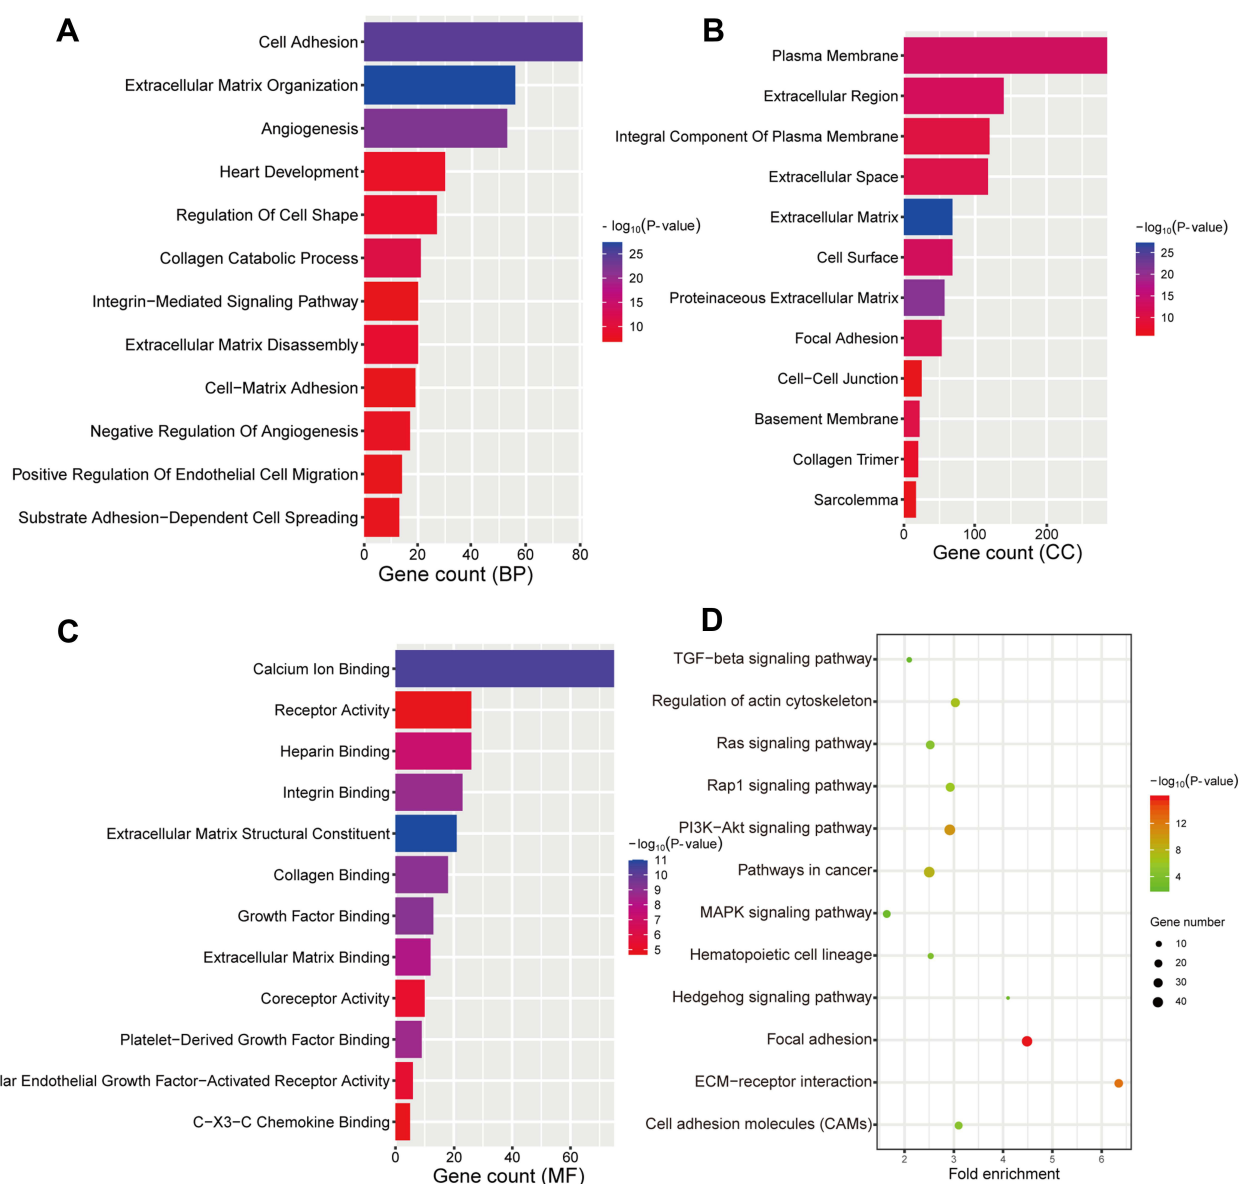 A
Cell Adhesion
Extracellular Matrix Organization
Angiogenesis
Heart Development
Regulation Of Cell Shape
Collagen Catabolic Process
Integrin−Mediated Signaling Pathway
Extracellular Matrix Disassembly
Cell−Matrix Adhesion
Negative Regulation Of Angiogenesis
Positive Regulation Of Endothelial Cell Migration
Substrate Adhesion−Dependent Cell Spreading
0 20 40 60 80
Gene count (BP)
- log10(P-value)
25
20
15
10
B
Plasma Membrane
Extracellular Region
Integral Component Of Plasma Membrane
Extracellular Space
Extracellular Matrix
Cell Surface
Proteinaceous Extracellular Matrix
Focal Adhesion
Cell−Cell Junction
Basement Membrane
Collagen Trimer
Sarcolemma
0 100 200
Gene count (CC)
−log10(P-value)
25
20
15
10
C
Calcium Ion Binding
Receptor Activity
Heparin Binding
Integrin Binding
Extracellular Matrix Structural Constituent
Collagen Binding
Growth Factor Binding
Extracellular Matrix Binding
Coreceptor Activity
Platelet−Derived Growth Factor Binding
lar Endothelial Growth Factor−Activated Receptor Activity
C−X3−C Chemokine Binding
0 20 40 60
Gene count (MF)
−log10(P-value)
11
10
9
8
7
6
5
D
TGF−beta signaling pathway
Regulation of actin cytoskeleton
Ras signaling pathway
Rap1 signaling pathway
PI3K−Akt signaling pathway
Pathways in cancer
MAPK signaling pathway
Hematopoietic cell lineage
Hedgehog signaling pathway
Focal adhesion
ECM−receptor interaction
Cell adhesion molecules (CAMs)
2 3 4 5 6
Fold enrichment
−log10(P-value)
12
8
4
Gene number
10
20
30
40